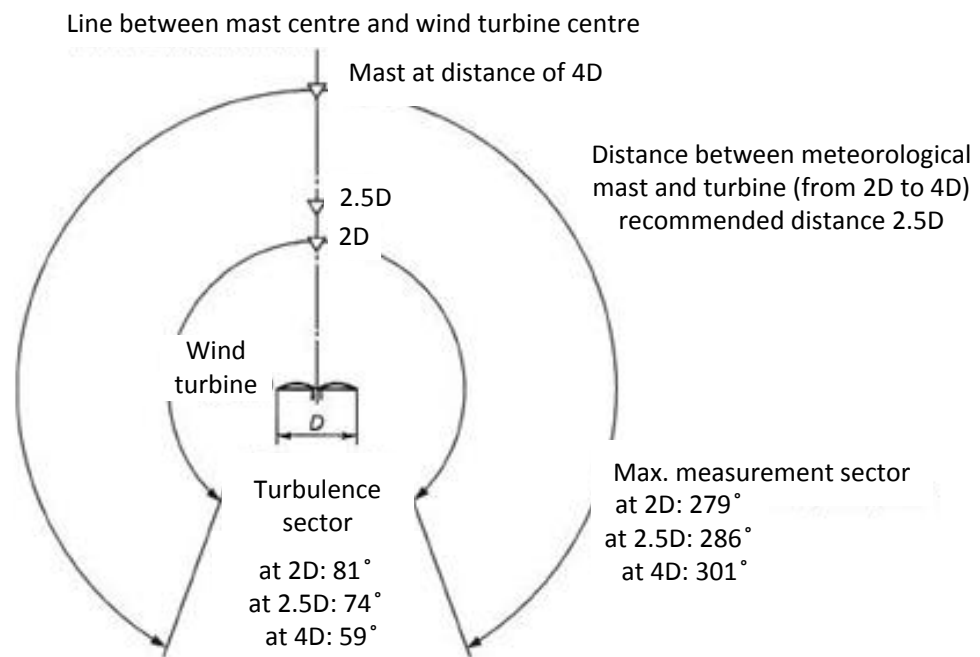 Line between mast centre and wind turbine centre
Mast at distance of 4D
Distance between meteorological
mast and turbine (from 2D to 4D)
recommended distance 2.5D
2.5D
2D
Wind
turbine
D
Turbulence
sector
at 2D: 81˚
at 2.5D: 74˚
at 4D: 59˚
Max. measurement sector
at 2D: 279˚
at 2.5D: 286˚
at 4D: 301˚